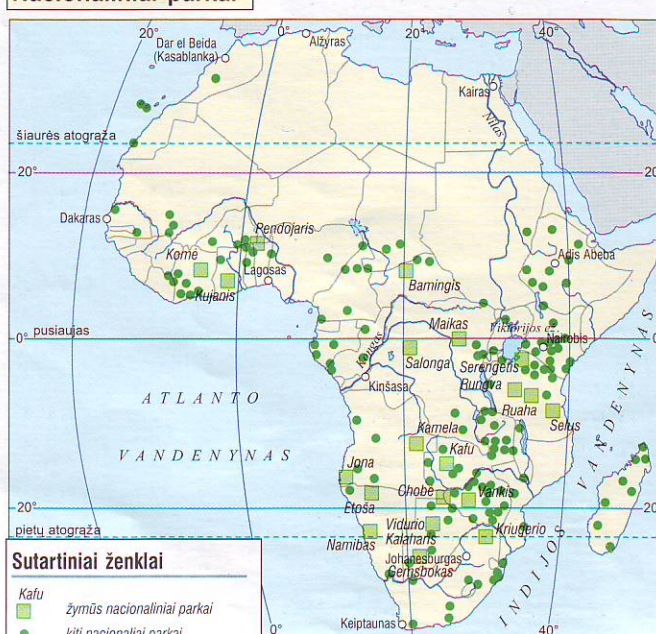 Nacionaliniai parkai
20°
0°
20°
40°
Dar el Beida
(Kasablanka)
Alžyras
Kairas
Nilas
šiaurės atogrąža
20°
20°
Dakaras
Pendojaris
Komė
Kujanis
Lagosas
Bamingis
Adis Abeba
Maikas
Viktorijos ež.
pusiaujas
0°
0°
Kongas
Nairobis
Salonga
Serengetis
Kinšasa
Rungva
Ruaha
Selus
ATLANTO
VANDENYNAS
Kamela
Kafu
Jona
Etoša
Chobe
Vankis
20°
20°
Vidurio
Kalaharis
Kriugerio
pietų atogrąža
Namibas
Johanesburgas
Gemsbokas
INDIJOS
VANDENYNAS
Keiptaunas
0°
20°
40°
Sutartiniai ženklai
Kafu
žymūs nacionaliniai parkai
kiti nacionaliai parkai